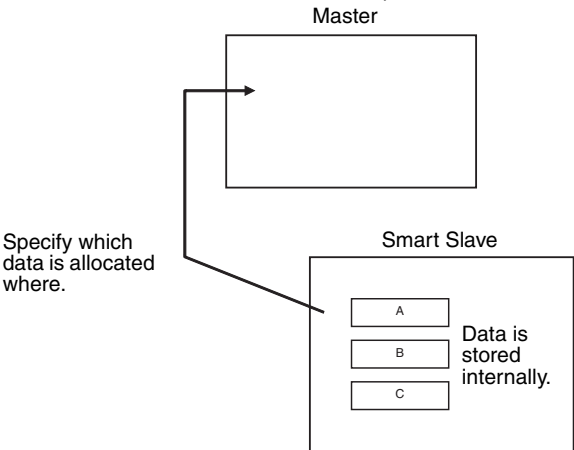 Master
Specify which
data is allocated
where.
Smart Slave
A
B
C
Data is
stored
internally.